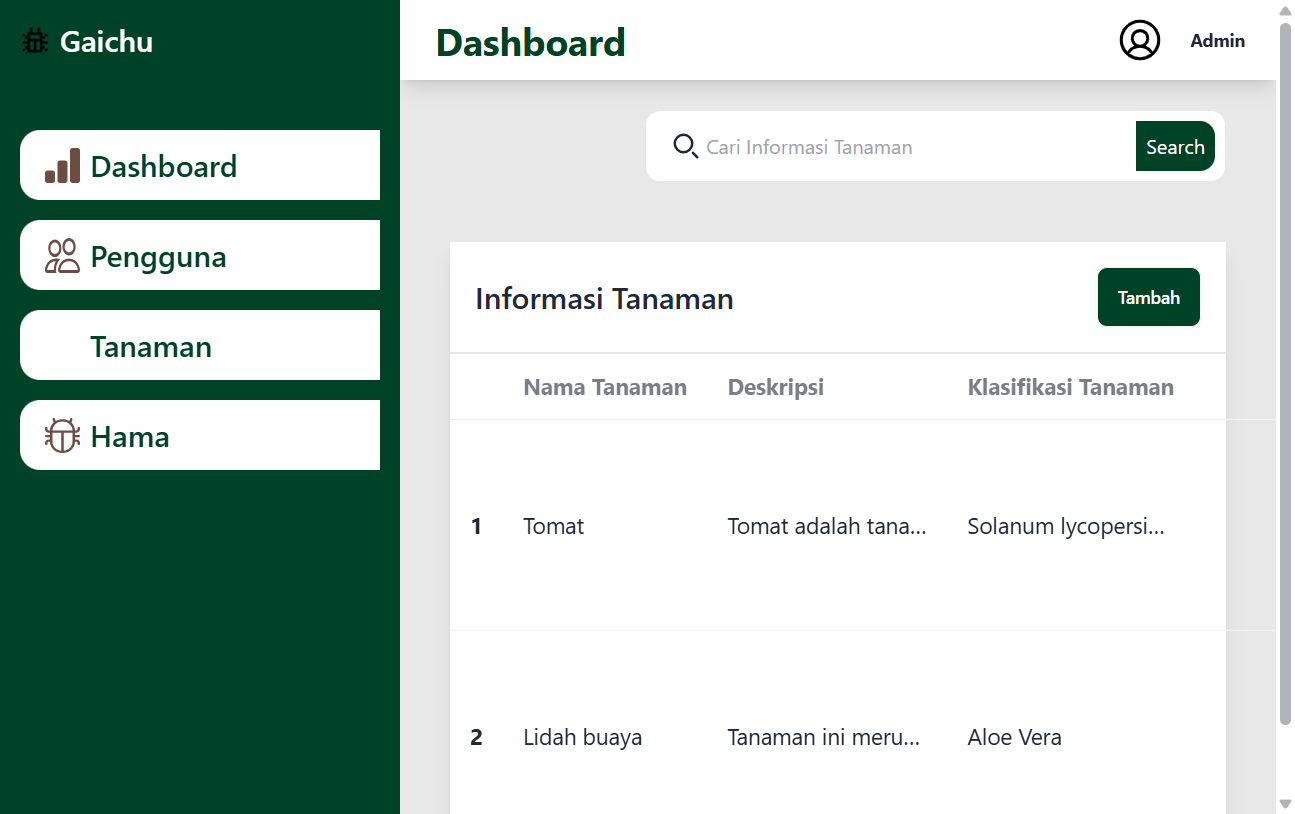 Gaichu
Dashboard
Admin
Dashboard
Pengguna
Tanaman
Hama
Cari Informasi Tanaman
Search
Informasi Tanaman
Tambah
Nama Tanaman Deskripsi Klasifikasi Tanaman
1 Tomat Tomat adalah tana... Solanum lycopersi...
2 Lidah buaya Tanaman ini meru... Aloe Vera